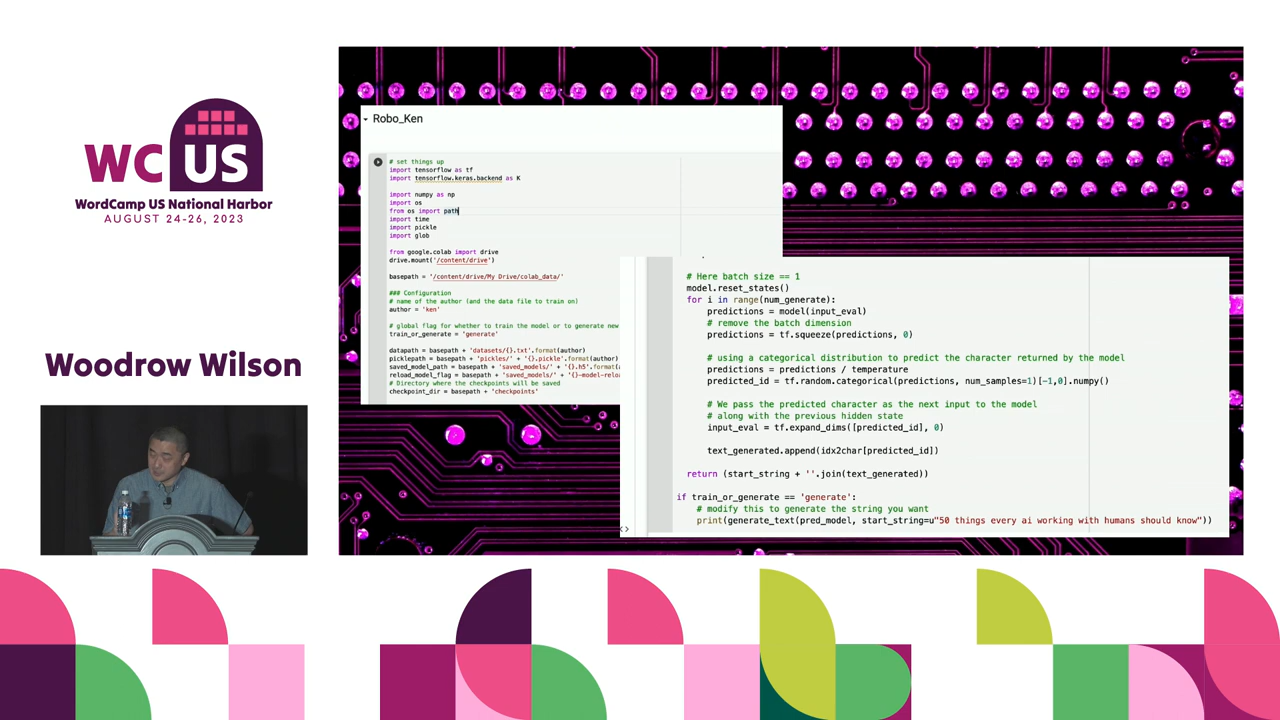 WC US
WordCamp US National Harbor
AUGUST 24-26, 2023
Woodrow Wilson
Robo_Ken
# set things up
import tensorflow as tf
import tensorflow.keras.backend as K
import numpy as np
import os
from os import path
import time
import pickle
import glob
from google.colab import drive
drive.mount('/content/drive')
basepath = '/content/drive/My Drive/colab_data/'
### Configuration
# name of the author (and the data file to train on)
author = 'ken'
# global flag for whether to train the model or to generate new
train_or_generate = 'generate'
datapath = basepath + 'datasets/{}.txt'.format(author)
picklepath = basepath + 'pickles/' + '{}.pickle'.format(author)
saved_model_path = basepath + 'saved_models/' + '{}.h5'.format(a
reload_model_flag = basepath + 'saved_models/' + '{}-model-relo
# Directory where the checkpoints will be saved
checkpoint_dir = basepath + 'checkpoints'
# Here batch size == 1
model.reset_states()
for i in range(num_generate):
predictions = model(input_eval)
# remove the batch dimension
predictions = tf.squeeze(predictions, 0)
# using a categorical distribution to predict the character returned by the model
predictions = predictions / temperature
predicted_id = tf.random.categorical(predictions, num_samples=1)[-1,0].numpy()
# We pass the predicted character as the next input to the model
# along with the previous hidden state
input_eval = tf.expand_dims([predicted_id], 0)
text_generated.append(idx2char[predicted_id])
return (start_string + ''.join(text_generated))
if train_or_generate == 'generate':
# modify this to generate the string you want
print(generate_text(pred_model, start_string=u"50 things every ai working with humans should know"))